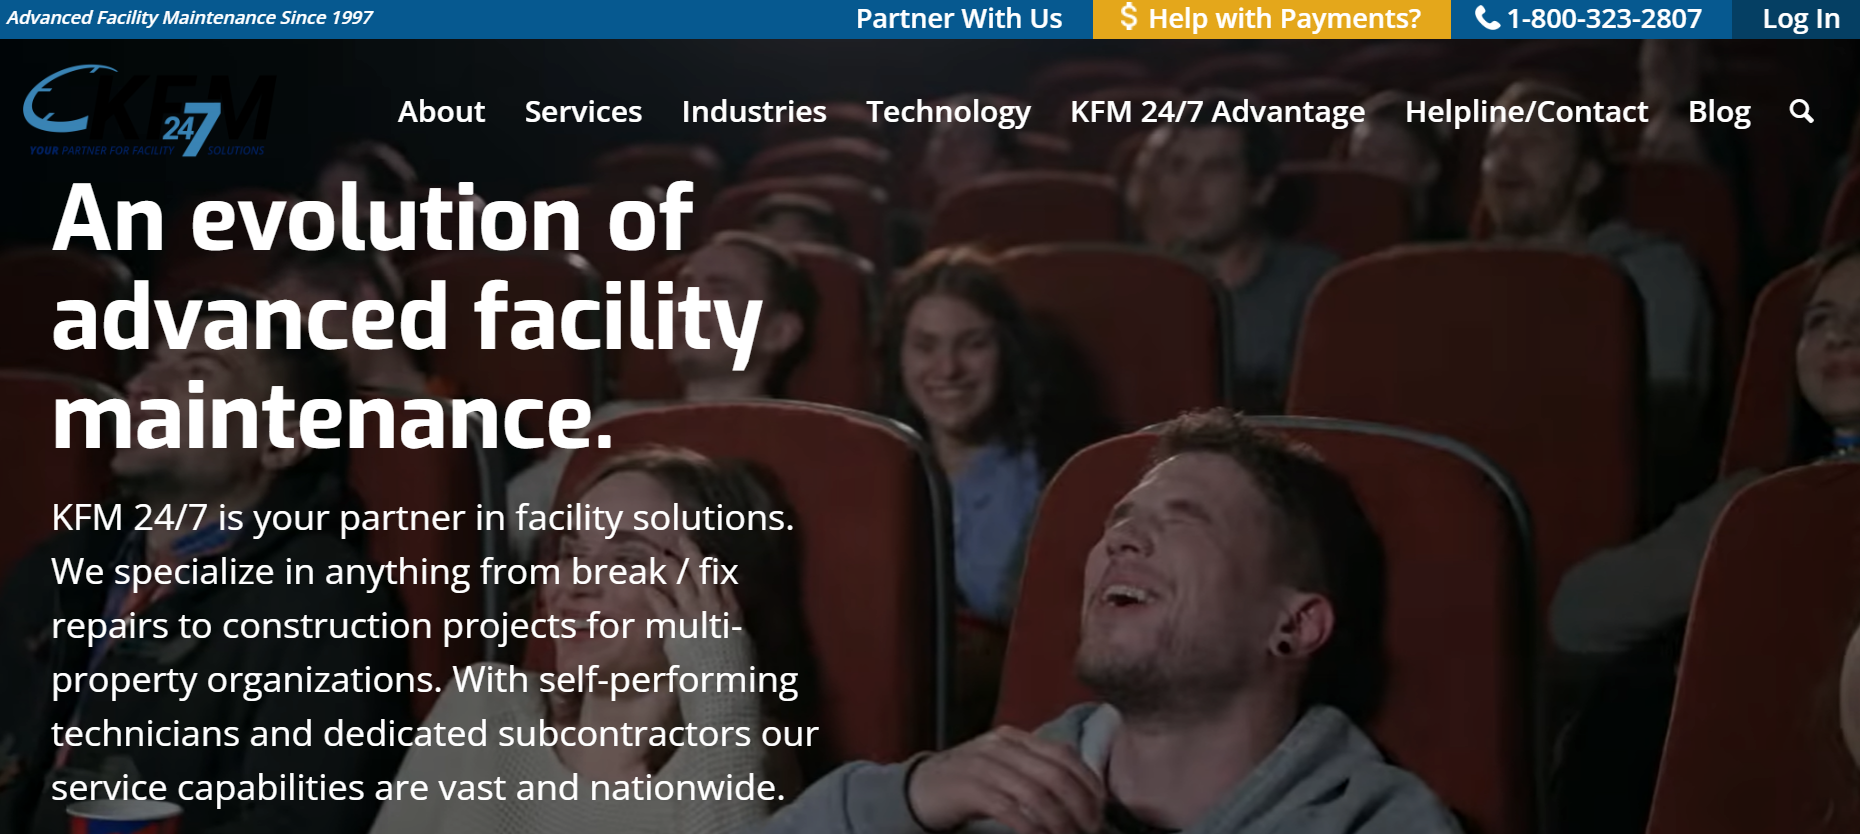 Advanced Facility Maintenance Since 1997
Partner With Us
$ Help with Payments?
1-800-323-2807
Log In
KFM
247
YOUR PARTNER FOR FACILITY SOLUTIONS
About
Services
Industries
Technology
KFM 24/7 Advantage
Helpline/Contact
Blog
An evolution of
advanced facility
maintenance.
KFM 24/7 is your partner in facility solutions.
We specialize in anything from break / fix
repairs to construction projects for multi-
property organizations. With self-performing
technicians and dedicated subcontractors our
service capabilities are vast and nationwide.